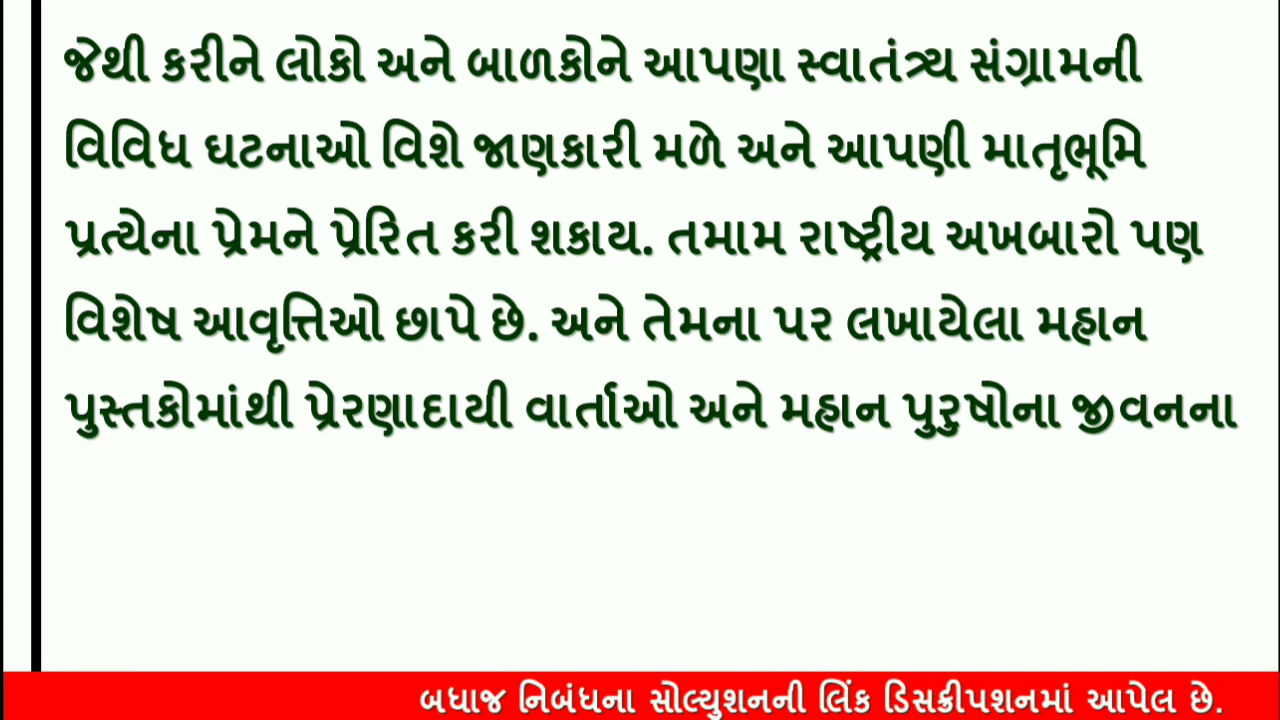 જેથી કરીને લોકો અને બાળકોને આપણા સ્વાતંત્ર્ય સંગ્રામની
વિવિધ ઘટનાઓ વિશે જાણકારી મળે અને આપણી માતૃભૂમિ
પ્રત્યેના પ્રેમને પ્રેરિત કરી શકાય. તમામ રાષ્ટ્રીય અખબારો પણ
વિશેષ આવૃત્તિઓ છાપે છે. અને તેમના પર લખાયેલા મહાન
પુસ્તકોમાંથી પ્રેરણાદાયી વાર્તાઓ અને મહાન પુરુષોના જીવનના
બધાજ નિબંધના સોલ્યુશનની લિંક ડિસક્રીપશનમાં આપેલ છે.